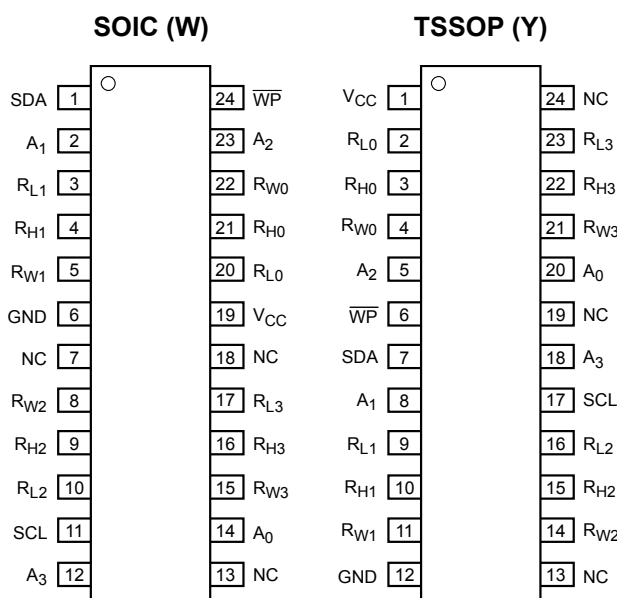 SOIC (W)
SDA 1 24 WP
A1 2 23 A2
RL1 3 22 RW0
RH1 4 21 RH0
RW1 5 20 RL0
GND 6 19 VCC
NC 7 18 NC
RW2 8 17 RL3
RH2 9 16 RH3
RL2 10 15 RW3
SCL 11 14 A0
A3 12 13 NC
TSSOP (Y)
VCC 1 24 NC
RL0 2 23 RL3
RH0 3 22 RH3
RW0 4 21 RW3
A2 5 20 A0
WP 6 19 NC
SDA 7 18 A3
A1 8 17 SCL
RL1 9 16 RL2
RH1 10 15 RH2
RW1 11 14 RW2
GND 12 13 NC